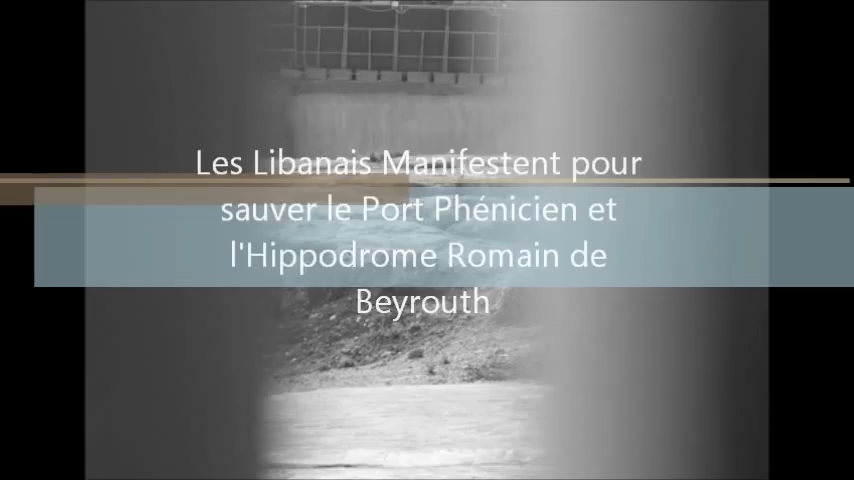 Les Libanais Manifestent pour
sauver le Port Phénicien et
l'Hippodrome Romain de
Beyrouth